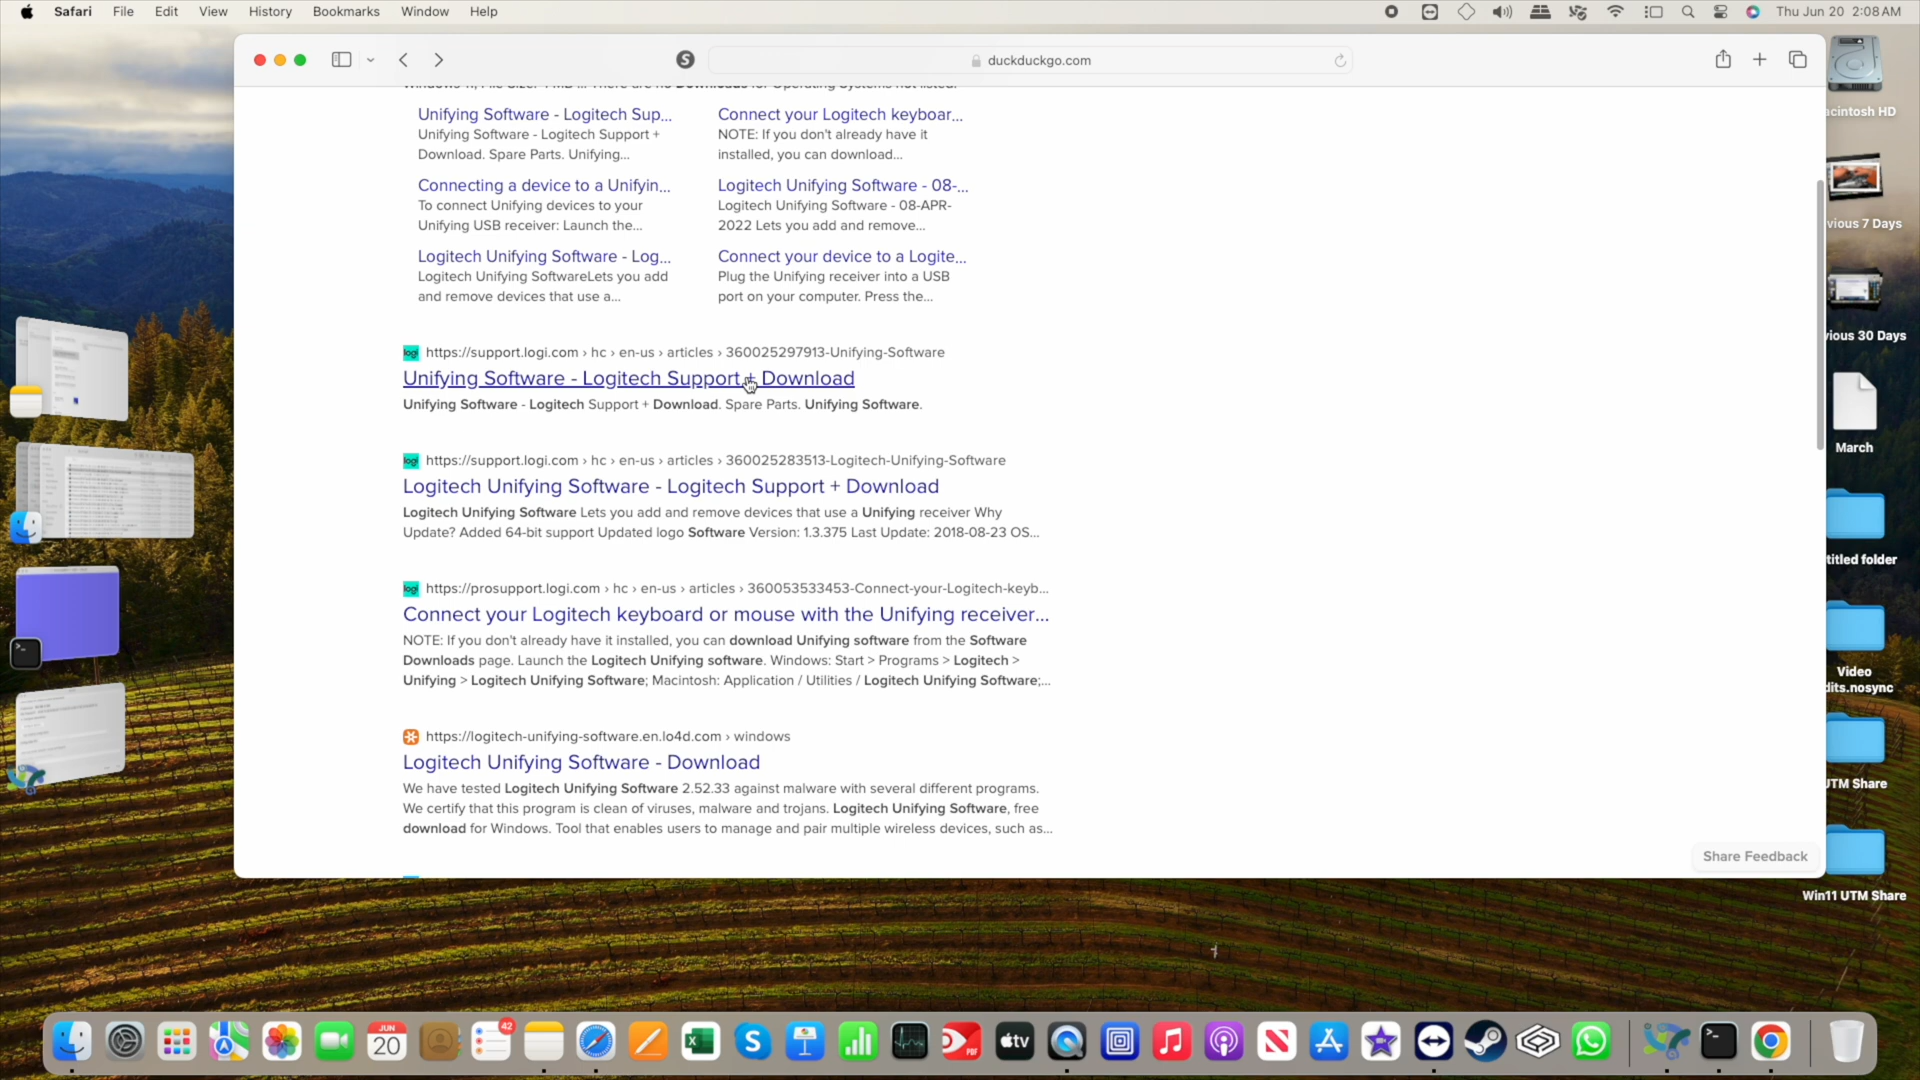 Safari File Edit View History Bookmarks Window Help Thu Jun 20 2:08 AM
duckduckgo.com
Unifying Software - Logitech Sup...
Unifying Software - Logitech Support +
Download. Spare Parts. Unifying...
Connect your Logitech keyboar...
NOTE: If you don't already have it
installed, you can download...
Connecting a device to a Unifyin...
To connect Unifying devices to your
Unifying USB receiver: Launch the...
Logitech Unifying Software - 08-...
Logitech Unifying Software - 08-APR-
2022 Lets you add and remove...
Logitech Unifying Software - Log...
Logitech Unifying SoftwareLets you add
and remove devices that use a...
Connect your device to a Logite...
Plug the Unifying receiver into a USB
port on your computer. Press the...
logi https://support.logi.com › hc › en-us › articles › 360025297913-Unifying-Software
Unifying Software - Logitech Support + Download
Unifying Software - Logitech Support + Download. Spare Parts. Unifying Software.
logi https://support.logi.com › hc › en-us › articles › 360025283513-Logitech-Unifying-Software
Logitech Unifying Software - Logitech Support + Download
Logitech Unifying Software Lets you add and remove devices that use a Unifying receiver Why
Update? Added 64-bit support Updated logo Software Version: 1.3.375 Last Update: 2018-08-23 OS...
logi https://prosupport.logi.com › hc › en-us › articles › 360053533453-Connect-your-Logitech-keyb...
Connect your Logitech keyboard or mouse with the Unifying receiver...
NOTE: If you don't already have it installed, you can download Unifying software from the Software
Downloads page. Launch the Logitech Unifying software. Windows: Start > Programs > Logitech >
Unifying > Logitech Unifying Software; Macintosh: Application / Utilities / Logitech Unifying Software;...
https://logitech-unifying-software.en.lo4d.com › windows
Logitech Unifying Software - Download
We have tested Logitech Unifying Software 2.52.33 against malware with several different programs.
We certify that this program is clean of viruses, malware and trojans. Logitech Unifying Software, free
download for Windows. Tool that enables users to manage and pair multiple wireless devices, such as...
Share Feedback
acintosh HD
vious 7 Days
vious 30 Days
March
titled folder
Video
dits.nosync
UTM Share
Win11 UTM Share
JUN
20
42
tv
PDF